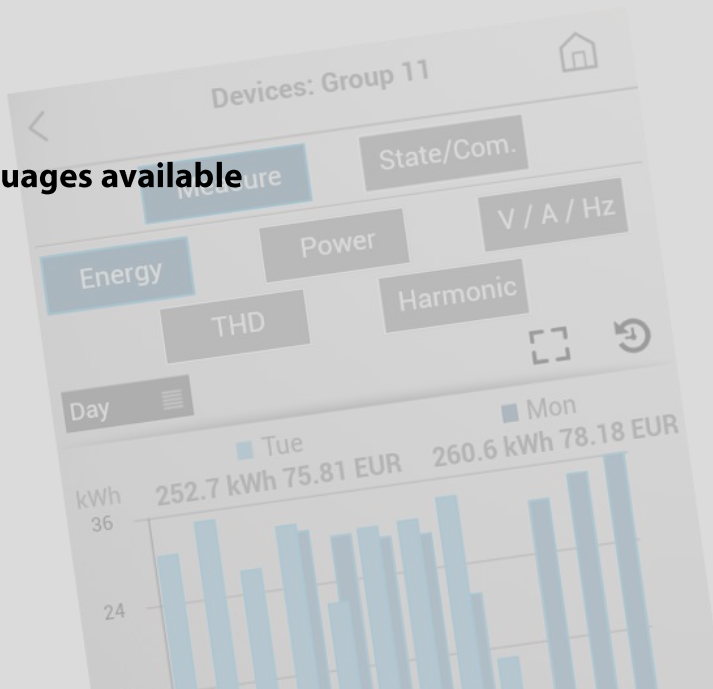 Devices: Group 11
uages available
Measure
State/Com.
Energy
Power
V / A / Hz
THD
Harmonic
Day
Tue
Mon
kWh
252.7 kWh 75.81 EUR
260.6 kWh 78.18 EUR
36
24